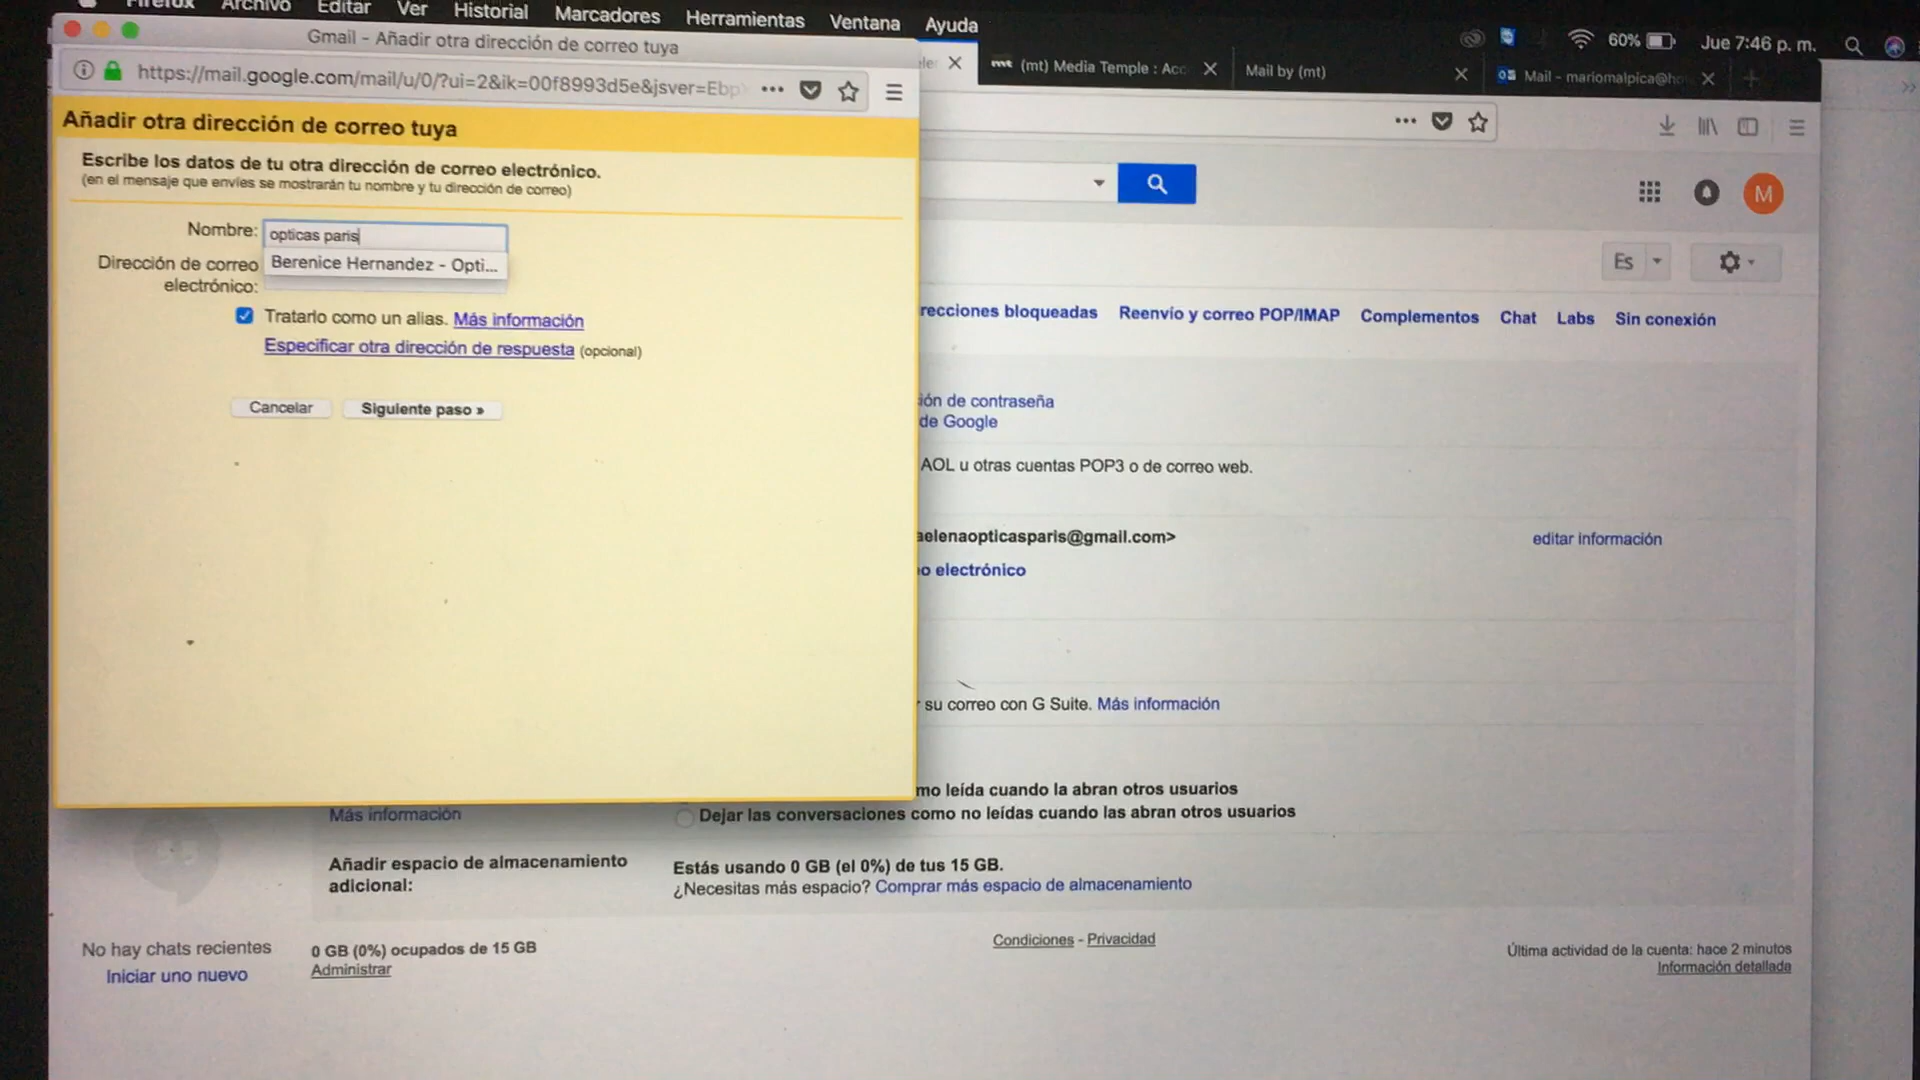 Firefox Archivo Editar Ver Historial Marcadores Herramientas Ventana Ayuda
60% Jue 7:46 p. m.
Gmail - Añadir otra dirección de correo tuya
https://mail.google.com/mail/u/0/?ui=2&ik=00f8993d5e&jsver=Ebp
(mt) Media Temple : Acc
Mail by (mt)
Mail - mariomalpica@ho
Añadir otra dirección de correo tuya
Escribe los datos de tu otra dirección de correo electrónico.
(en el mensaje que envíes se mostrarán tu nombre y tu dirección de correo)
Nombre: opticas paris
Berenice Hernandez - Opti...
Dirección de correo
electrónico:
Tratarlo como un alias. Más información
Especificar otra dirección de respuesta (opcional)
Cancelar Siguiente paso »
M
Es
recciones bloqueadas Reenvío y correo POP/IMAP Complementos Chat Labs Sin conexión
ión de contraseña
de Google
AOL u otras cuentas POP3 o de correo web.
aelenaopticasparis@gmail.com> editar información
o electrónico
su correo con G Suite. Más información
mo leída cuando la abran otros usuarios
Más información
Dejar las conversaciones como no leídas cuando las abran otros usuarios
Añadir espacio de almacenamiento
adicional:
Estás usando 0 GB (el 0%) de tus 15 GB.
¿Necesitas más espacio? Comprar más espacio de almacenamiento
No hay chats recientes
Iniciar uno nuevo
0 GB (0%) ocupados de 15 GB
Administrar
Condiciones - Privacidad
Última actividad de la cuenta: hace 2 minutos
Información detallada